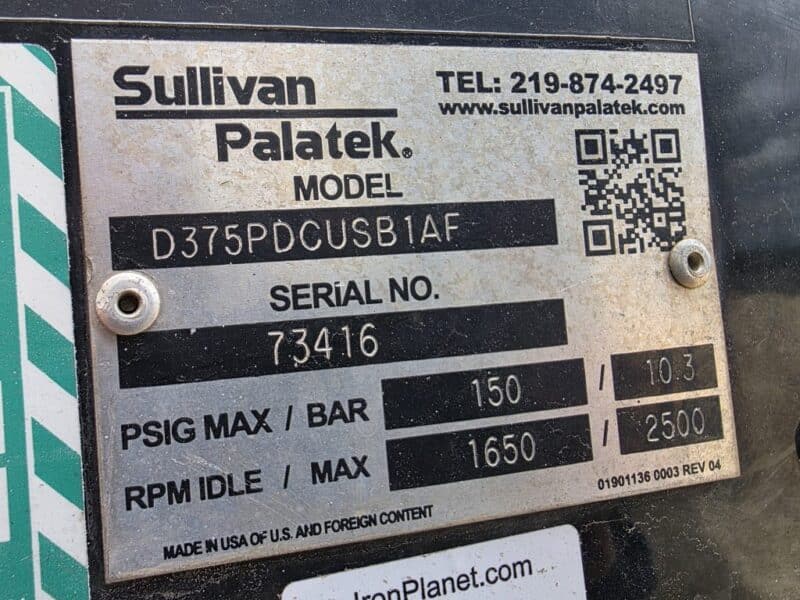 Sullivan
Palatek®
TEL: 219-874-2497
www.sullivanpalatek.com
MODEL
D375PDCUSB1AF
SERIAL NO.
73416
PSIG MAX / BAR 150 / 10.3
RPM IDLE / MAX 1650 / 2500
01901136 0003 REV 04
MADE IN USA OF U.S. AND FOREIGN CONTENT
IronPlanet.com